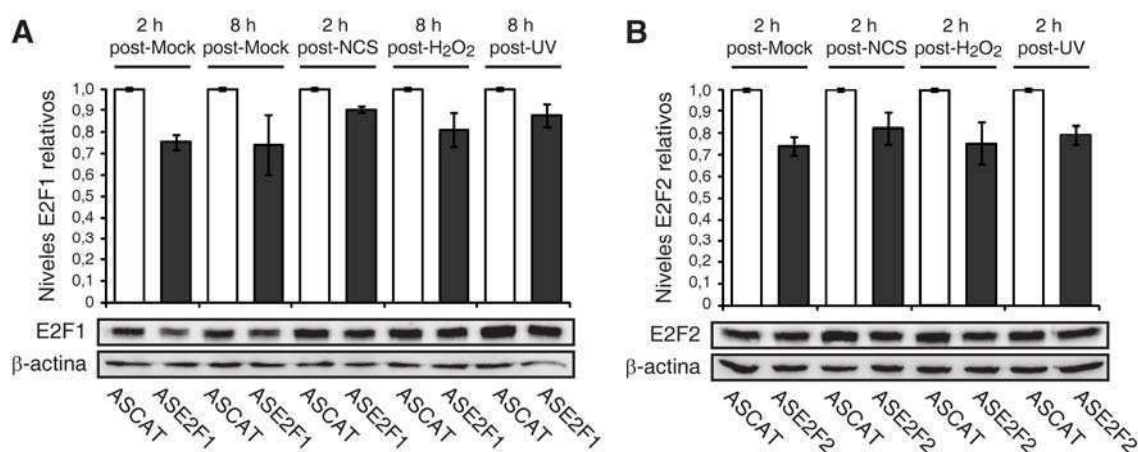 A
2 h
post-Mock
8 h
post-Mock
2 h
post-NCS
8 h
post-H₂O₂
8 h
post-UV
Niveles E2F1 relativos
1,0
0,9
0,8
0,7
0,6
0,5
0,4
0,3
0,2
0,1
0
E2F1
β-actina
ASCAT
ASE2F1
ASCAT
ASE2F1
ASCAT
ASE2F1
ASCAT
ASE2F1
ASCAT
ASE2F1
B
2 h
post-Mock
2 h
post-NCS
2 h
post-H₂O₂
2 h
post-UV
Niveles E2F2 relativos
1,0
0,9
0,8
0,7
0,6
0,5
0,4
0,3
0,2
0,1
0
E2F2
β-actina
ASCAT
ASE2F2
ASCAT
ASE2F2
ASCAT
ASE2F2
ASCAT
ASE2F2